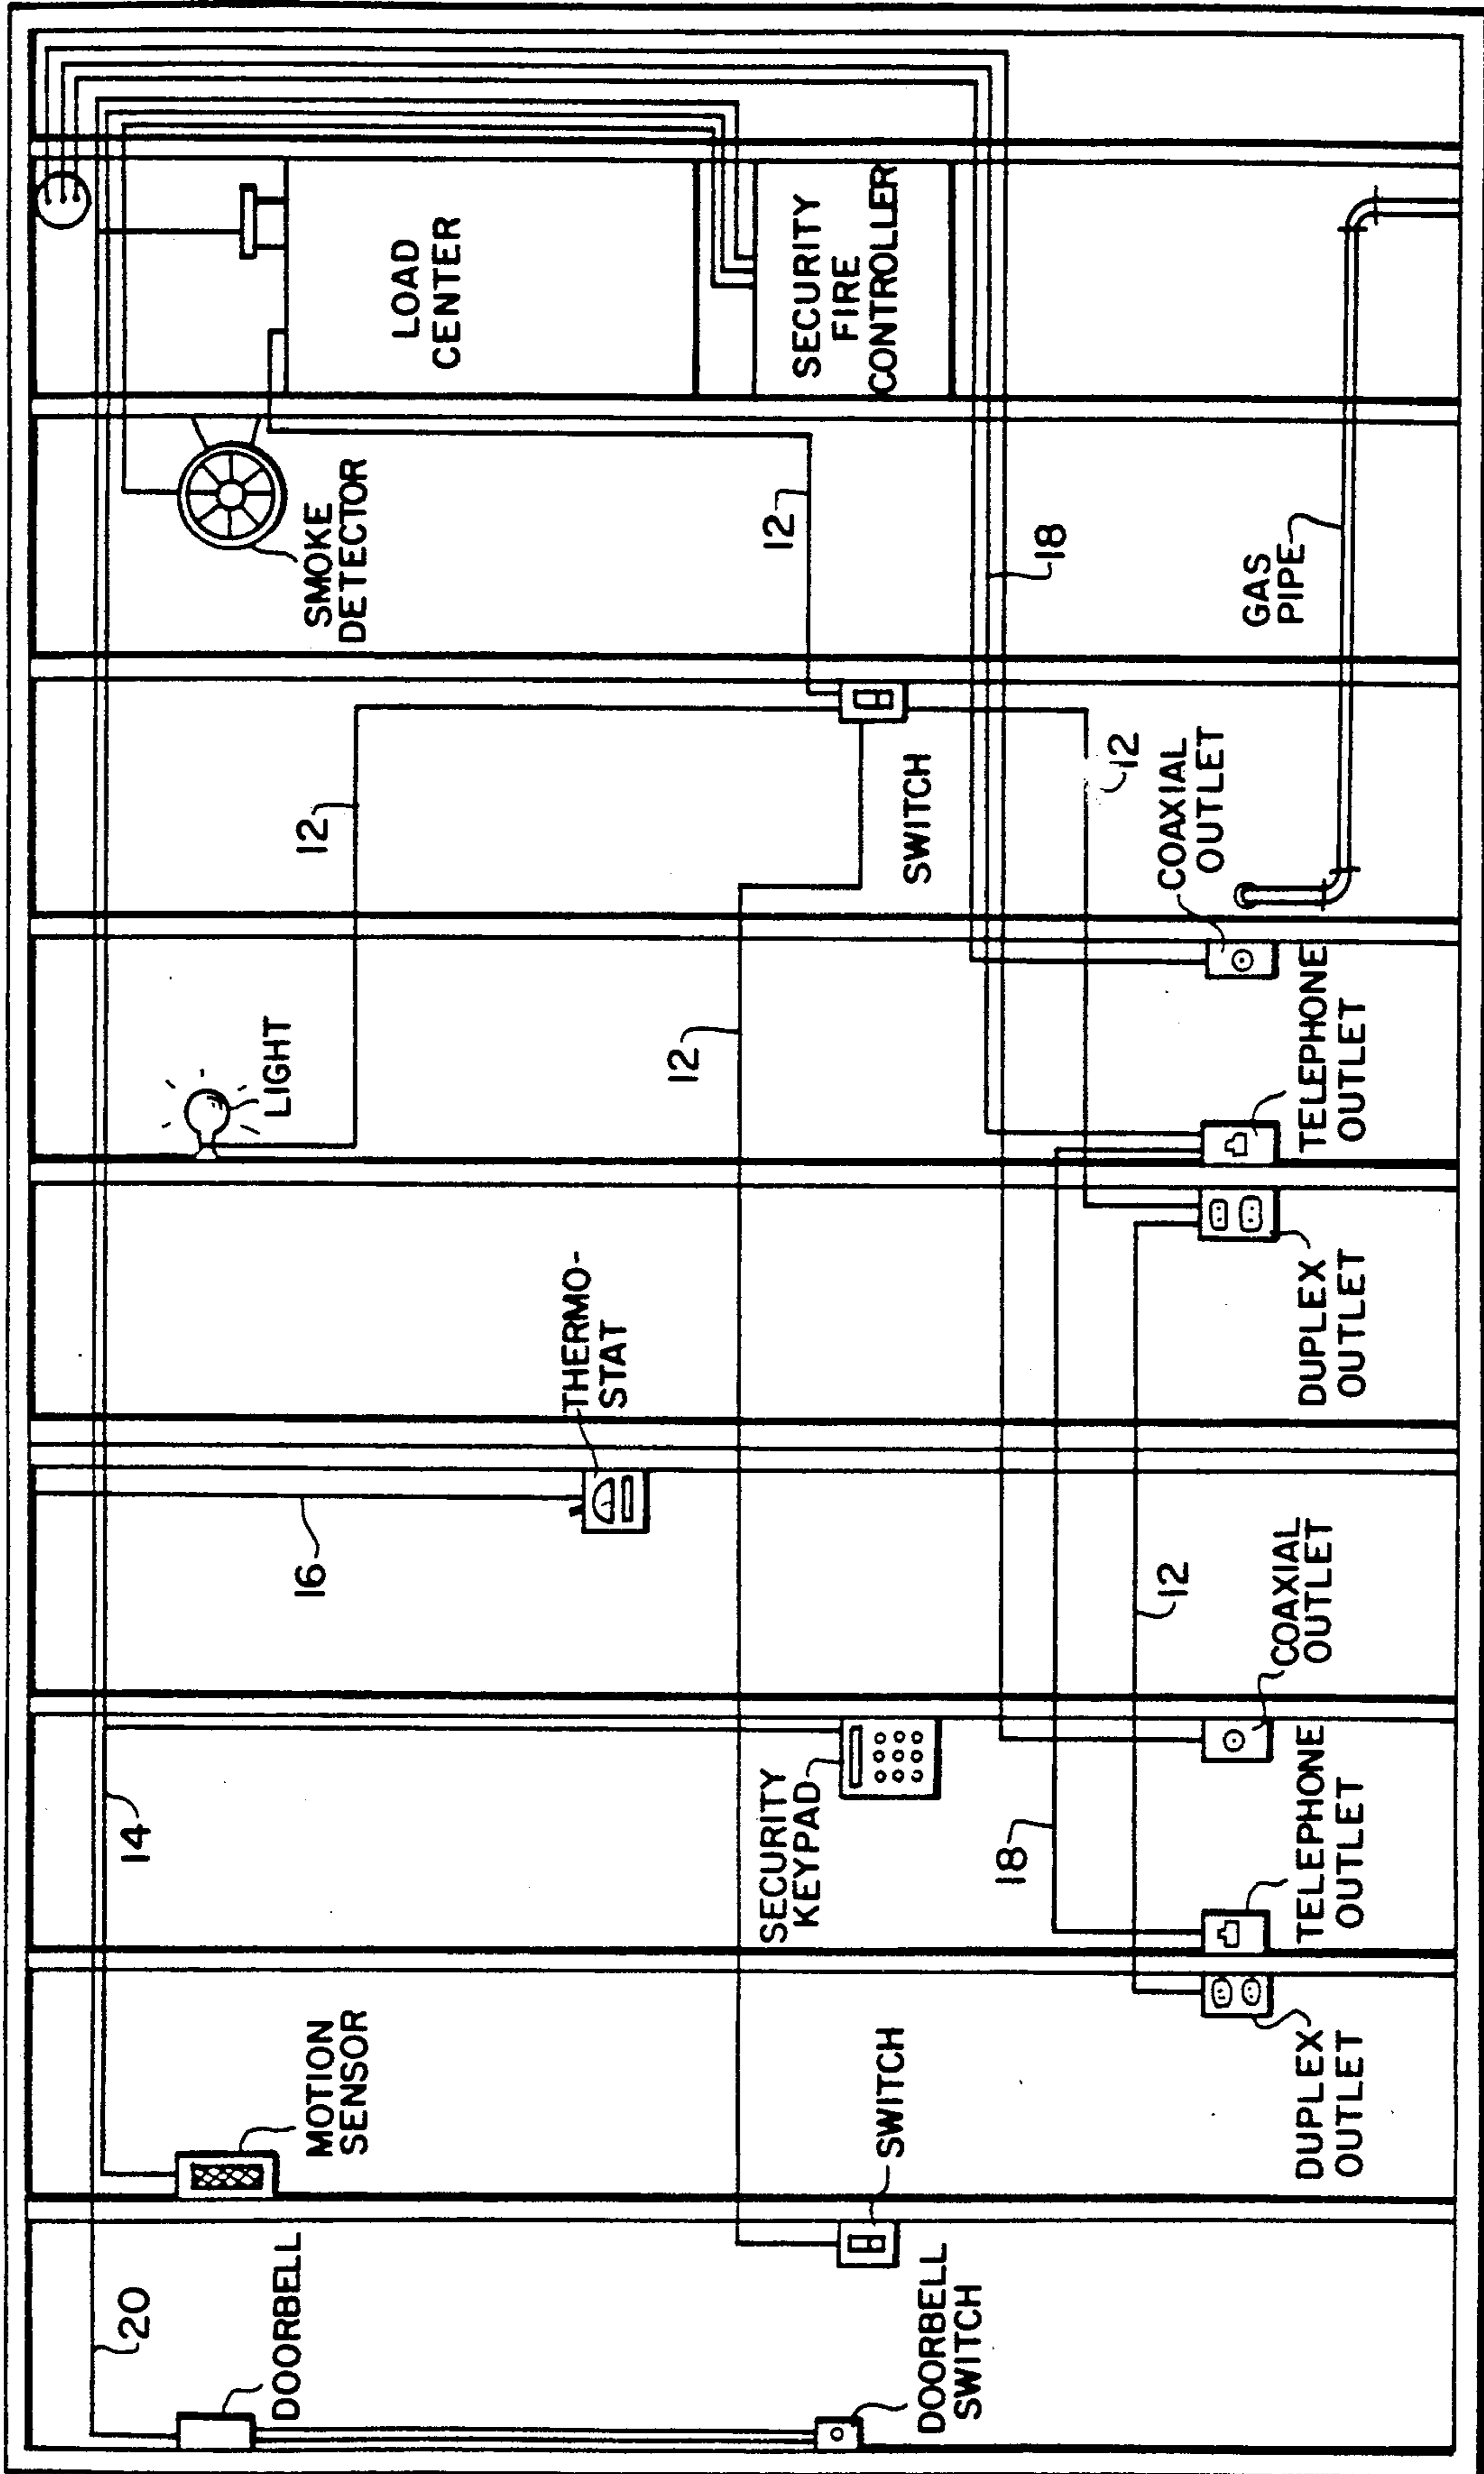 20
DOORBELL
DOORBELL
SWITCH
MOTION
SENSOR
SWITCH
DUPLEX
OUTLET
14
SECURITY
KEYPAD
18
TELEPHONE
OUTLET
COAXIAL
OUTLET
16
THERMO-
STAT
12
DUPLEX
OUTLET
LIGHT
12
TELEPHONE
OUTLET
12
SWITCH
12
COAXIAL
OUTLET
SMOKE
DETECTOR
12
18
GAS
PIPE
LOAD
CENTER
SECURITY
FIRE
CONTROLLER